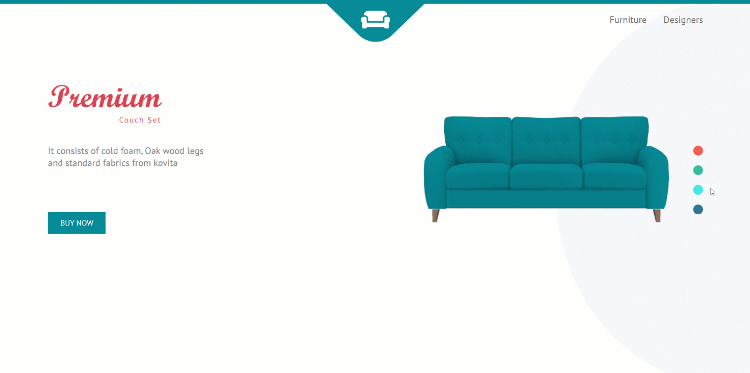 Furniture Designers
Premium
Couch Set
It consists of cold foam, Oak wood legs
and standard fabrics from kovita
BUY NOW